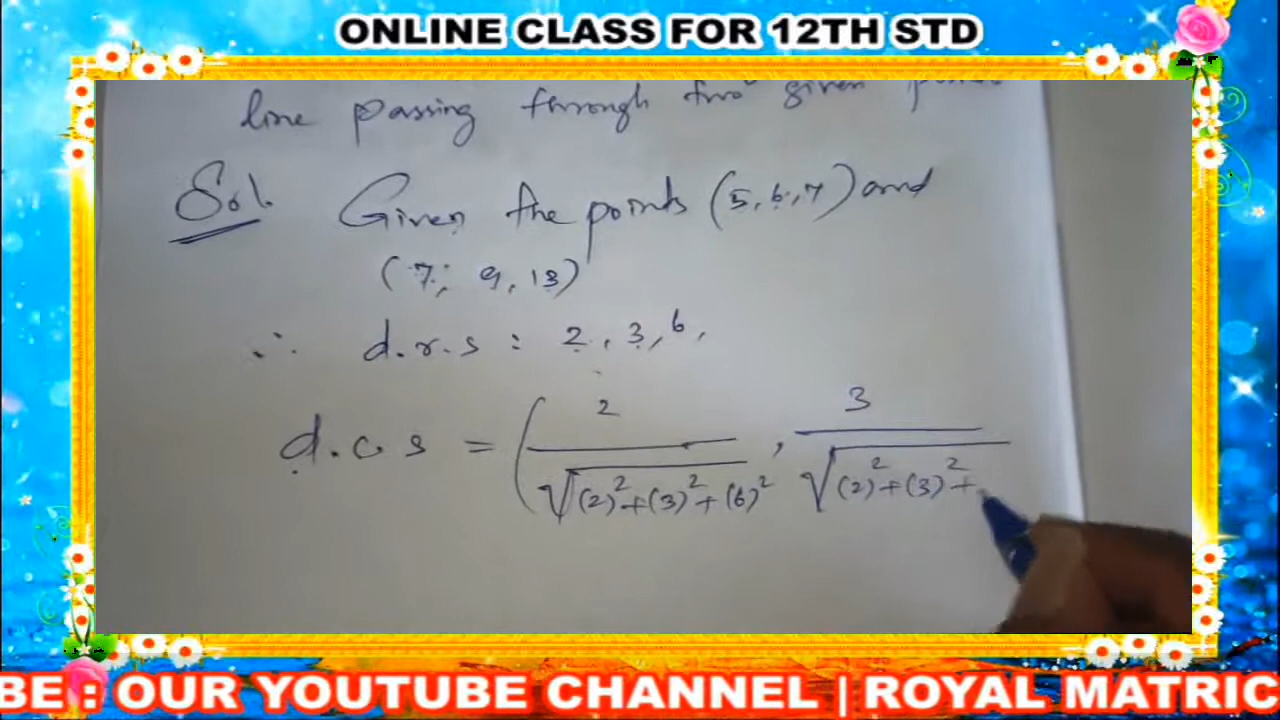 ONLINE CLASS FOR 12TH STD
line passing through two given
Sol. Given the points (5, 6, 7) and
(7, 9, 13)
∴ d.r.s : 2, 3, 6,
d.c.s = ( 2 / √(2)²+(3)²+(6)² , 3 / √(2)²+(3)²+
BE : OUR YOUTUBE CHANNEL | ROYAL MATRIC